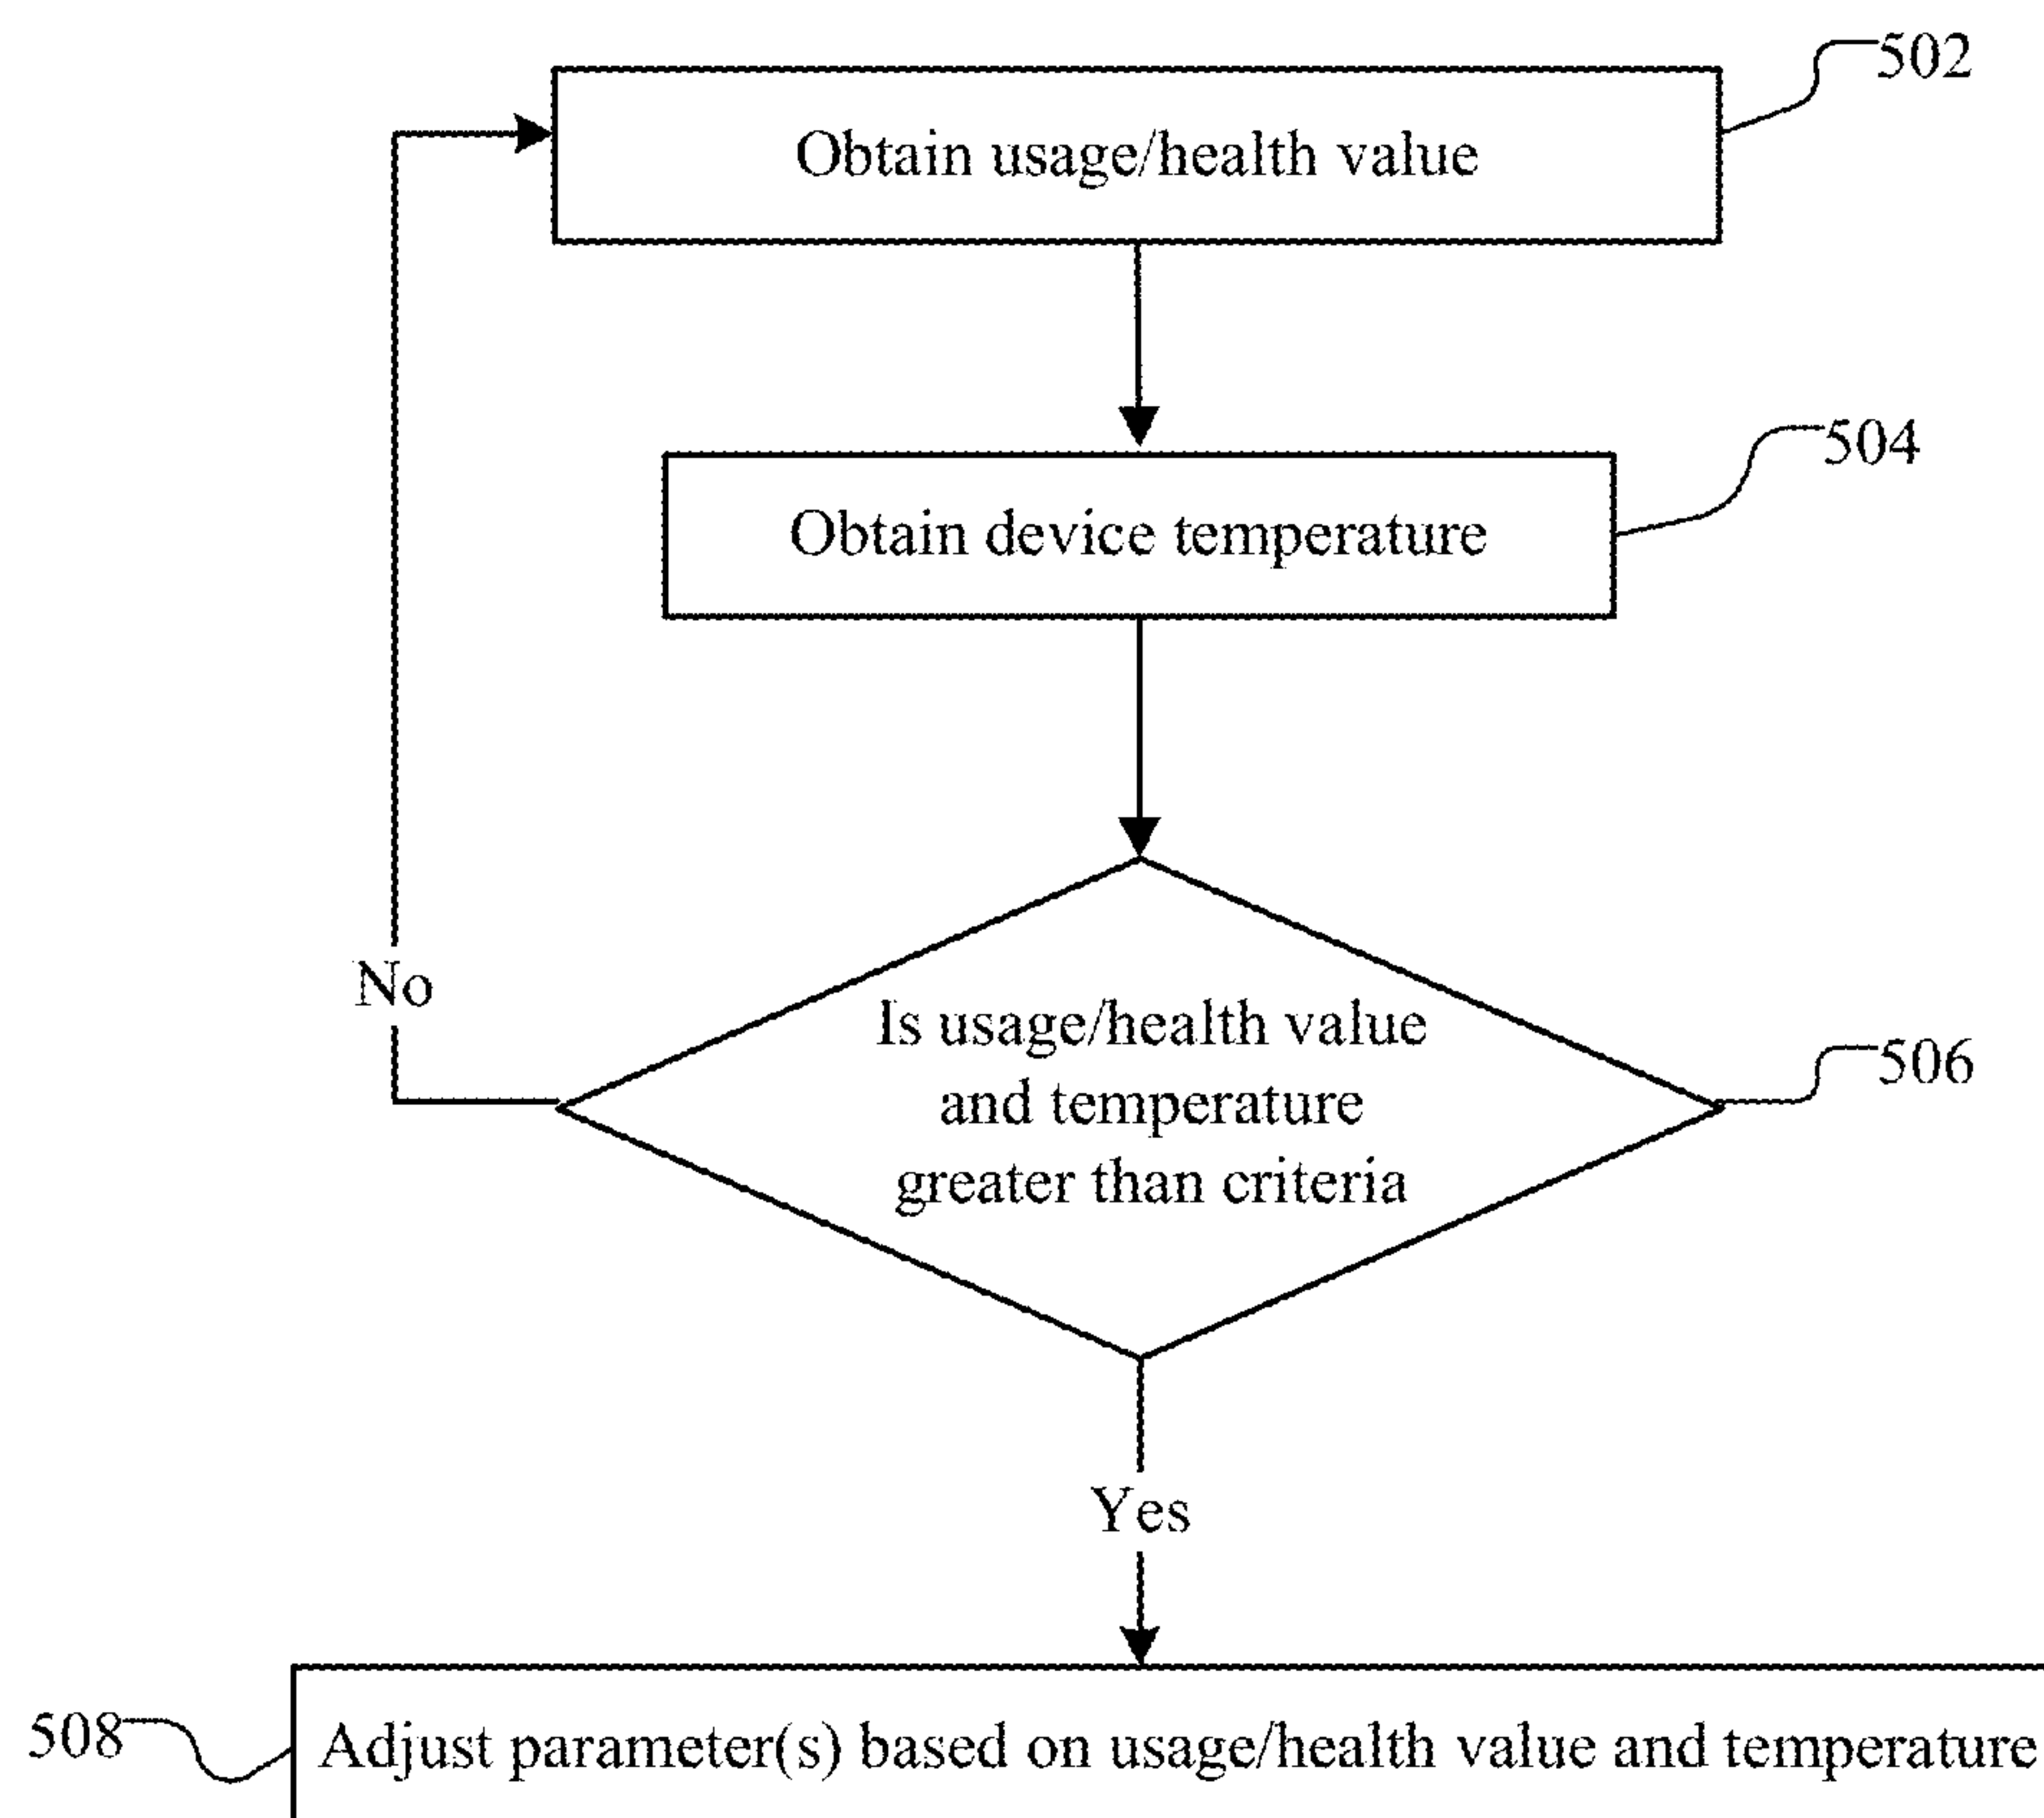 502
Obtain usage/health value
504
Obtain device temperature
No
Is usage/health value
and temperature
greater than criteria
506
Yes
508
Adjust parameter(s) based on usage/health value and temperature